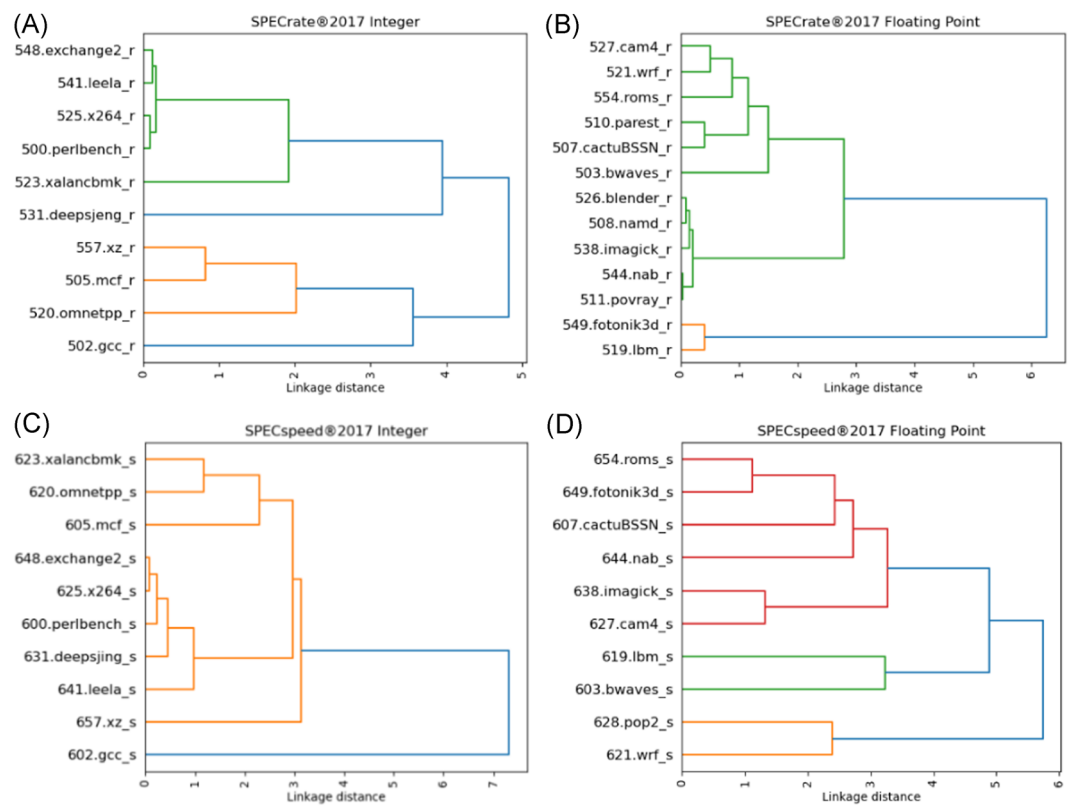 (A)
SPECrate®2017 Integer
548.exchange2_r
541.leela_r
525.x264_r
500.perlbench_r
523.xalancbmk_r
531.deepsjeng_r
557.xz_r
505.mcf_r
520.omnetpp_r
502.gcc_r
0 1 2 3 4 5
Linkage distance
(B)
SPECrate®2017 Floating Point
527.cam4_r
521.wrf_r
554.roms_r
510.parest_r
507.cactuBSSN_r
503.bwaves_r
526.blender_r
508.namd_r
538.imagick_r
544.nab_r
511.povray_r
549.fotonik3d_r
519.lbm_r
0 1 2 3 4 5 6
Linkage distance
(C)
SPECspeed®2017 Integer
623.xalancbmk_s
620.omnetpp_s
605.mcf_s
648.exchange2_s
625.x264_s
600.perlbench_s
631.deepsjing_s
641.leela_s
657.xz_s
602.gcc_s
0 1 2 3 4 5 6 7
Linkage distance
(D)
SPECspeed®2017 Floating Point
654.roms_s
649.fotonik3d_s
607.cactuBSSN_s
644.nab_s
638.imagick_s
627.cam4_s
619.lbm_s
603.bwaves_s
628.pop2_s
621.wrf_s
0 1 2 3 4 5 6
Linkage distance